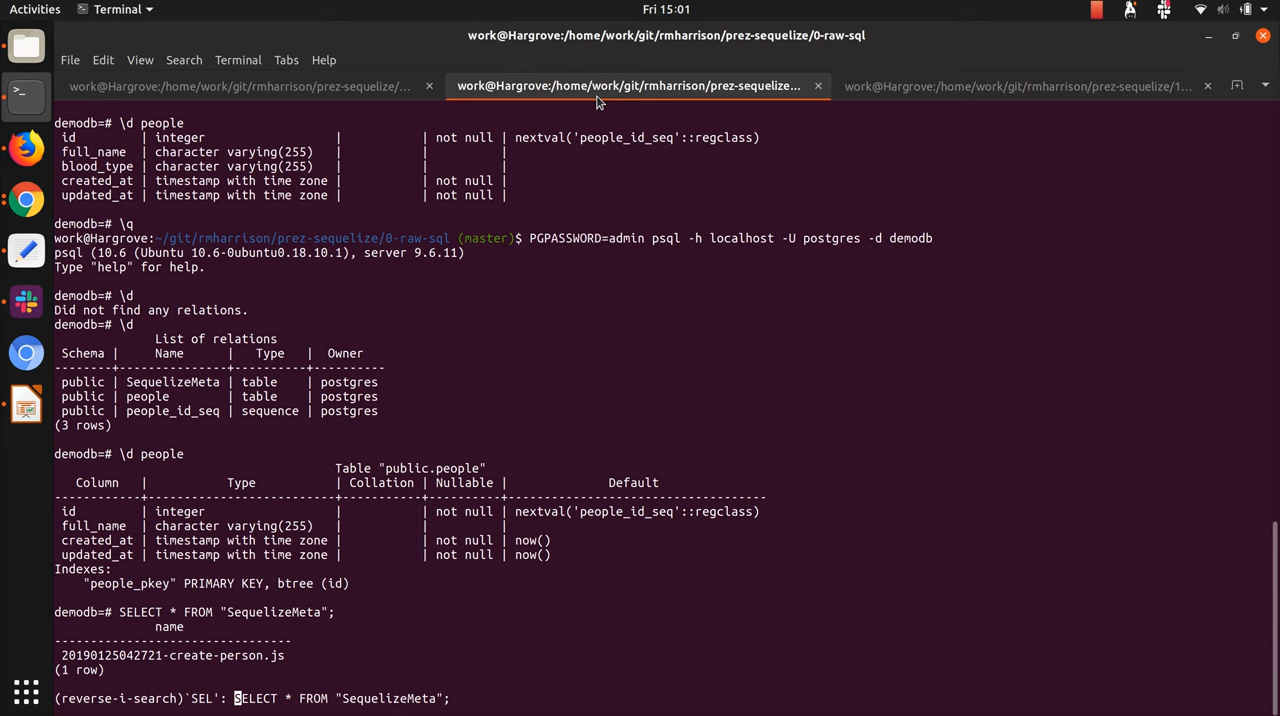 Activities
Terminal
Fri 15:01
work@Hargrove:/home/work/git/rmharrison/prez-sequelize/0-raw-sql
File Edit View Search Terminal Tabs Help
work@Hargrove:/home/work/git/rmharrison/prez-sequelize/...
work@Hargrove:/home/work/git/rmharrison/prez-sequelize...
work@Hargrove:/home/work/git/rmharrison/prez-sequelize/1...
demodb=# \d people
id | integer | | not null | nextval('people_id_seq'::regclass)
full_name | character varying(255) | | |
blood_type | character varying(255) | | |
created_at | timestamp with time zone | | not null |
updated_at | timestamp with time zone | | not null |
demodb=# \q
work@Hargrove:~/git/rmharrison/prez-sequelize/0-raw-sql (master)$ PGPASSWORD=admin psql -h localhost -U postgres -d demodb
psql (10.6 (Ubuntu 10.6-0ubuntu0.18.10.1), server 9.6.11)
Type "help" for help.
demodb=# \d
Did not find any relations.
demodb=# \d
List of relations
Schema | Name | Type | Owner
--------+----------------+----------+----------
public | SequelizeMeta | table | postgres
public | people | table | postgres
public | people_id_seq | sequence | postgres
(3 rows)
demodb=# \d people
Table "public.people"
Column | Type | Collation | Nullable | Default
------------+--------------------------+-----------+----------+------------------------------------
id | integer | | not null | nextval('people_id_seq'::regclass)
full_name | character varying(255) | | |
created_at | timestamp with time zone | | not null | now()
updated_at | timestamp with time zone | | not null | now()
Indexes:
"people_pkey" PRIMARY KEY, btree (id)
demodb=# SELECT * FROM "SequelizeMeta";
name
---------------------------------
20190125042721-create-person.js
(1 row)
(reverse-i-search)`SEL': SELECT * FROM "SequelizeMeta";